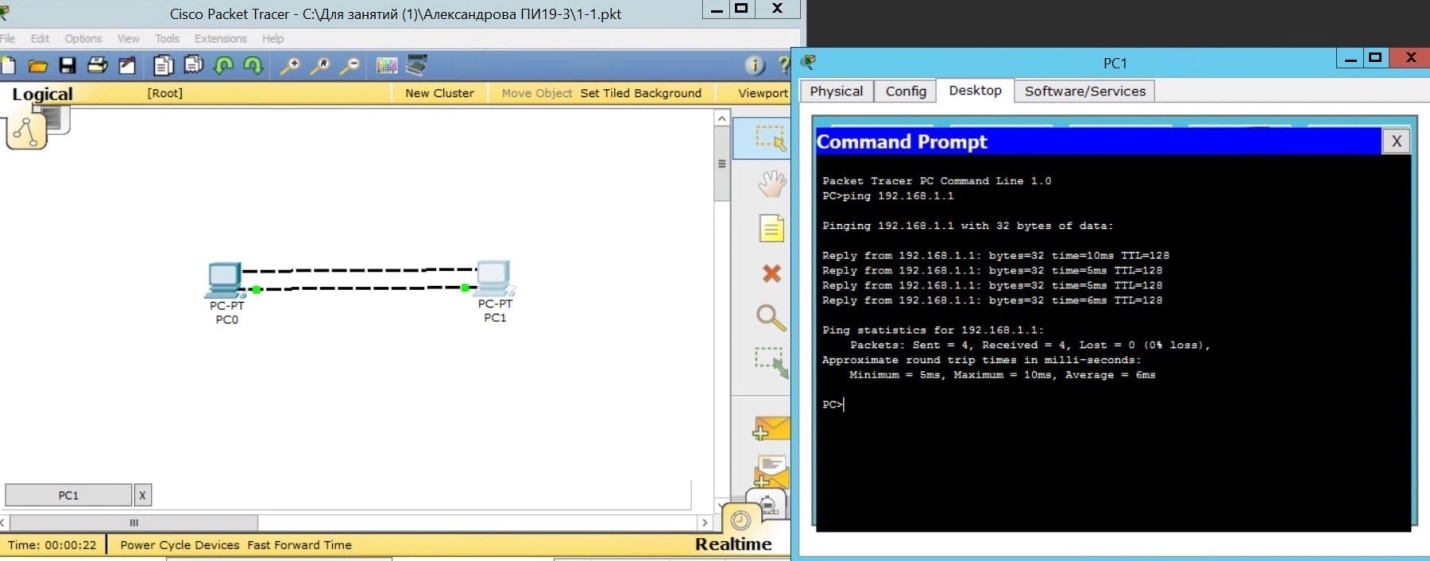 Cisco Packet Tracer - C:\Для занятий (1)\Александрова ПИ19-3\1-1.pkt
File Edit Options View Tools Extensions Help
Logical [Root] New Cluster Move Object Set Tiled Background Viewport
PC-PT
PC0
PC-PT
PC1
PC1 X
Time: 00:00:22 Power Cycle Devices Fast Forward Time Realtime
PC1
Physical Config Desktop Software/Services
Command Prompt X
Packet Tracer PC Command Line 1.0
PC>ping 192.168.1.1
Pinging 192.168.1.1 with 32 bytes of data:
Reply from 192.168.1.1: bytes=32 time=10ms TTL=128
Reply from 192.168.1.1: bytes=32 time=5ms TTL=128
Reply from 192.168.1.1: bytes=32 time=5ms TTL=128
Reply from 192.168.1.1: bytes=32 time=6ms TTL=128
Ping statistics for 192.168.1.1:
Packets: Sent = 4, Received = 4, Lost = 0 (0% loss),
Approximate round trip times in milli-seconds:
Minimum = 5ms, Maximum = 10ms, Average = 6ms
PC>